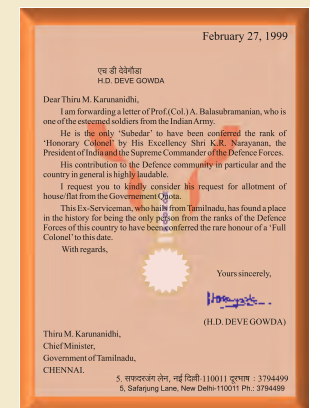 February 27, 1999
एच डी देवेगौडा
H.D. DEVE GOWDA
Dear Thiru M. Karunanidhi,
I am forwarding a letter of Prof.(Col.) A. Balasubramanian, who is
one of the esteemed soldiers from the Indian Army.
He is the only 'Subedar' to have been conferred the rank of
'Honorary Colonel' by His Excellency Shri K.R. Narayanan, the
President of India and the Supreme Commander of the Defence Forces.
His contribution to the Defence community in particular and the
country in general is highly laudable.
I request you to kindly consider his request for allotment of
house/flat from the Government Quota.
This Ex-Serviceman, who hails from Tamilnadu, has found a place
in the history for being the only person from the ranks of the Defence
Forces of this country to have been conferred the rare honour of a 'Full
Colonel' to this date.
With regards,
Yours sincerely,
(H.D. DEVE GOWDA)
Thiru M. Karunanidhi,
Chief Minister,
Government of Tamilnadu,
CHENNAI.
5. सफदरजंग लेन, नई दिल्ली-110011 दूरभाष : 3794499
5, Safarjung Lane, New Delhi-110011 Ph.: 3794499